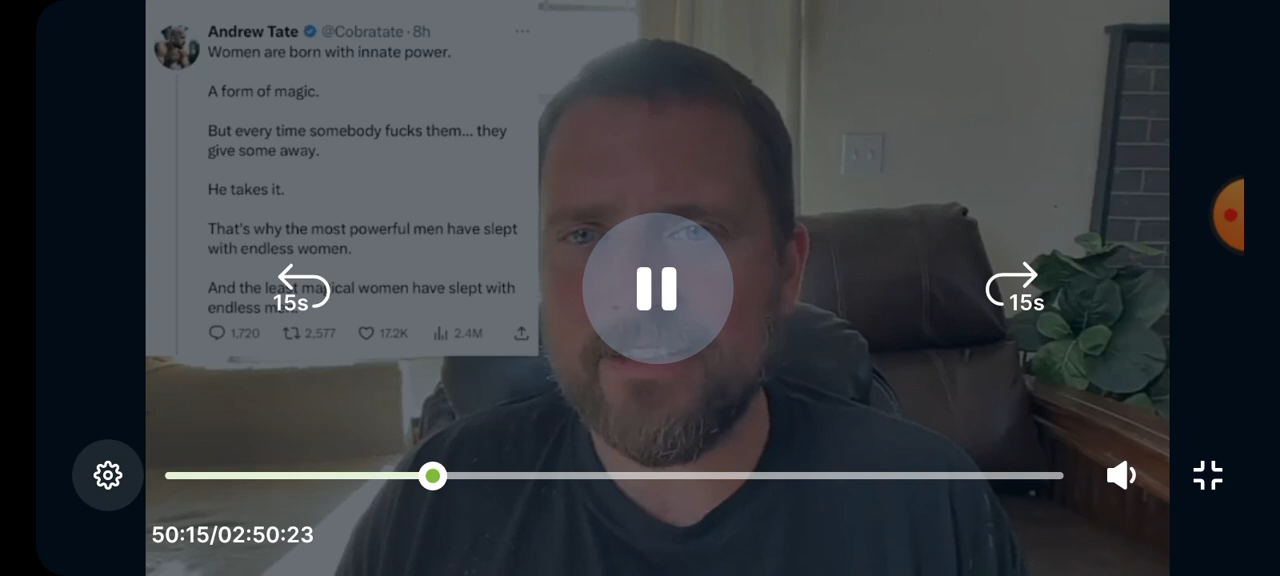 Andrew Tate @Cobratate · 8h
Women are born with innate power.
A form of magic.
But every time somebody fucks them... they
give some away.
He takes it.
That's why the most powerful men have slept
with endless women.
And the least magical women have slept with
endless
1,720 2,577 17.2K 2.4M
15s
15s
50:15/02:50:23